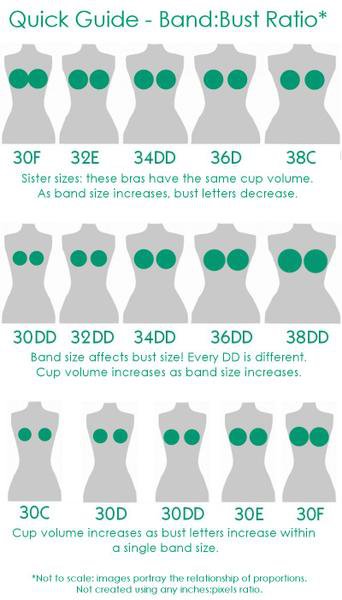 Quick Guide - Band:Bust Ratio*
30F 32E 34DD 36D 38C
Sister sizes: these bras have the same cup volume.
As band size increases, bust letters decrease.
30DD 32DD 34DD 36DD 38DD
Band size affects bust size! Every DD is different.
Cup volume increases as band size increases.
30C 30D 30DD 30E 30F
Cup volume increases as bust letters increase within
a single band size.
*Not to scale: images portray the relationship of proportions.
Not created using any inches:pixels ratio.